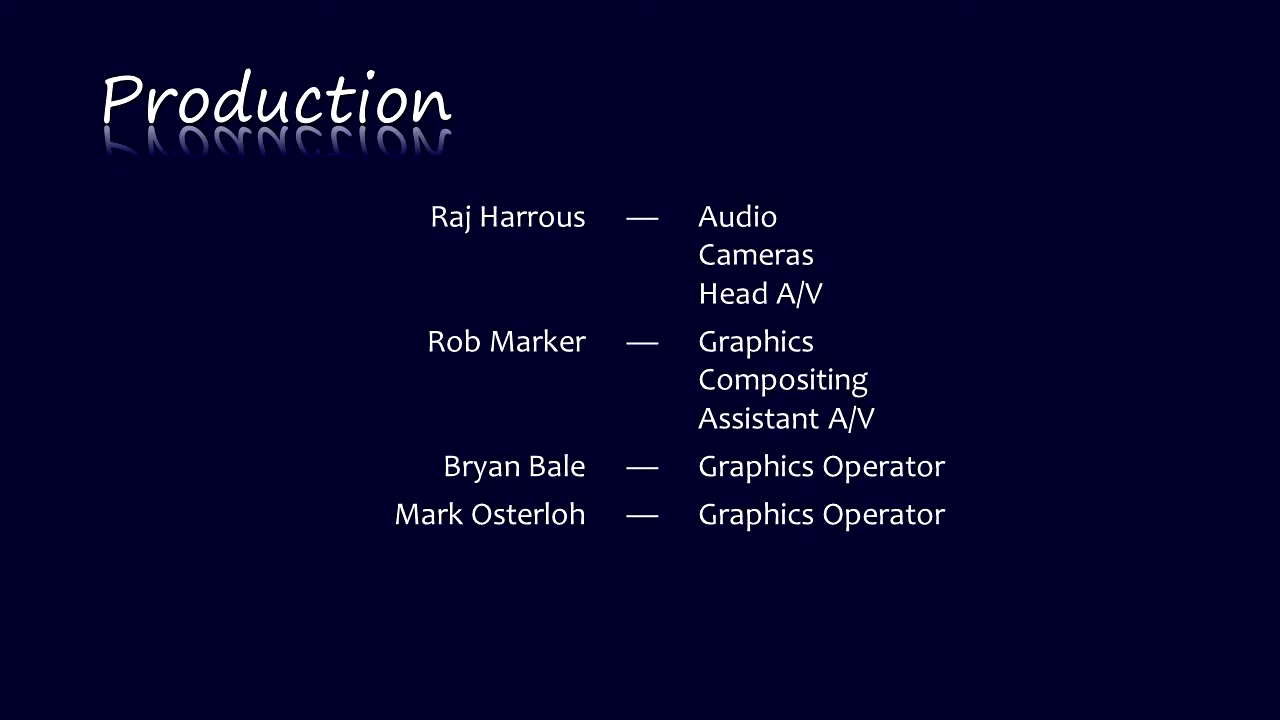 Production
Raj Harrous — Audio
Cameras
Head A/V
Rob Marker — Graphics
Compositing
Assistant A/V
Bryan Bale — Graphics Operator
Mark Osterloh — Graphics Operator